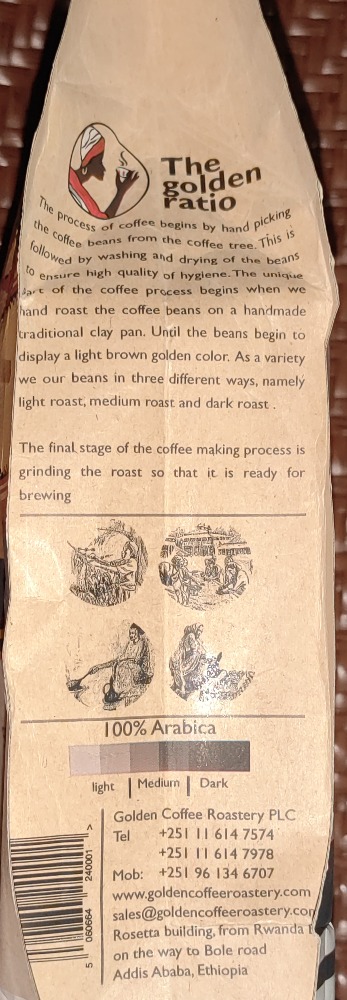 The
golden
ratio
The process of coffee begins by hand picking
the coffee beans from the coffee tree. This is
followed by washing and drying of the beans
to ensure high quality of hygiene. The unique
part of the coffee process begins when we
hand roast the coffee beans on a handmade
traditional clay pan. Until the beans begin to
display a light brown golden color. As a variety
we our beans in three different ways, namely
light roast, medium roast and dark roast .
The final stage of the coffee making process is
grinding the roast so that it is ready for
brewing
100% Arabica
light | Medium | Dark
Golden Coffee Roastery PLC
Tel +251 11 614 7574
+251 11 614 7978
Mob: +251 96 134 6707
www.goldencoffeeroastery.com
sales@goldencoffeeroastery.com
Rosetta building, from Rwanda
on the way to Bole road
Addis Ababa, Ethiopia
5 060664 240001 >